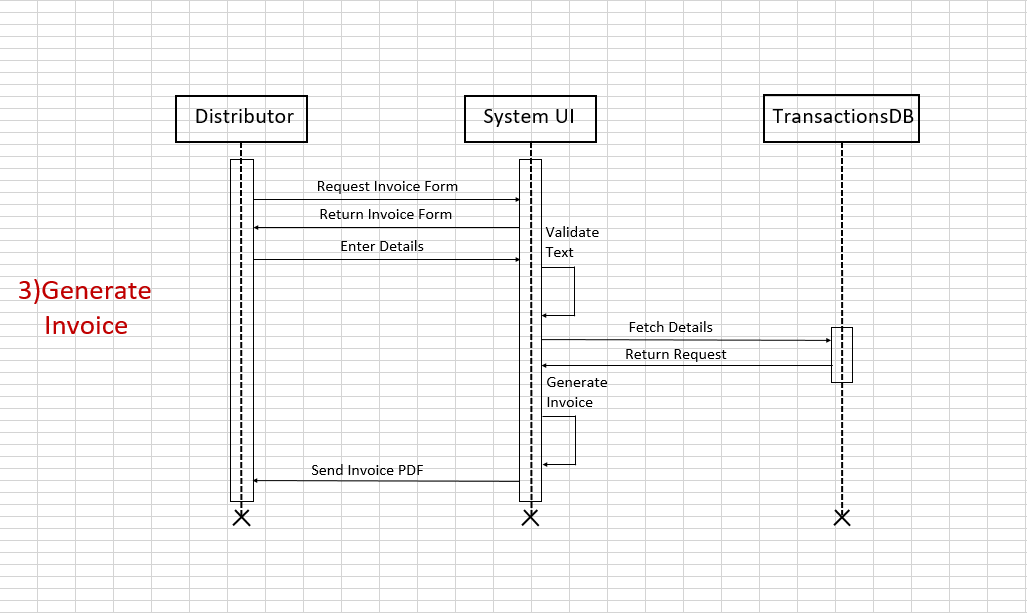 Distributor
System UI
TransactionsDB
Request Invoice Form
Return Invoice Form
Validate
Text
Enter Details
3)Generate
Invoice
Fetch Details
Return Request
Generate
Invoice
Send Invoice PDF